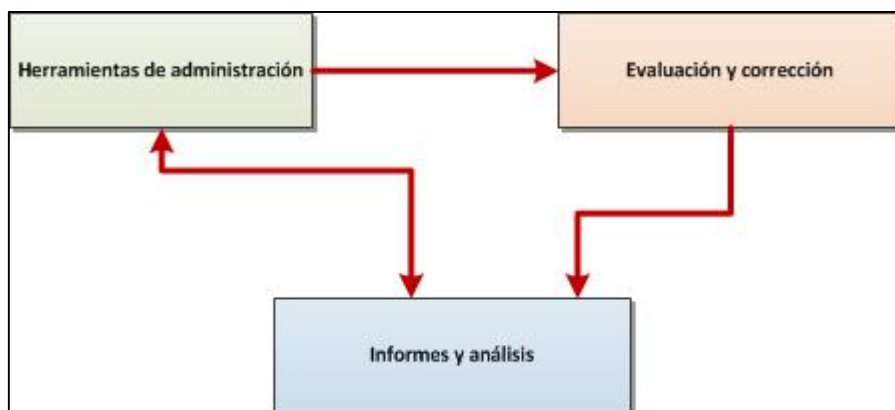 Herramientas de administración
Evaluación y corrección
Informes y análisis